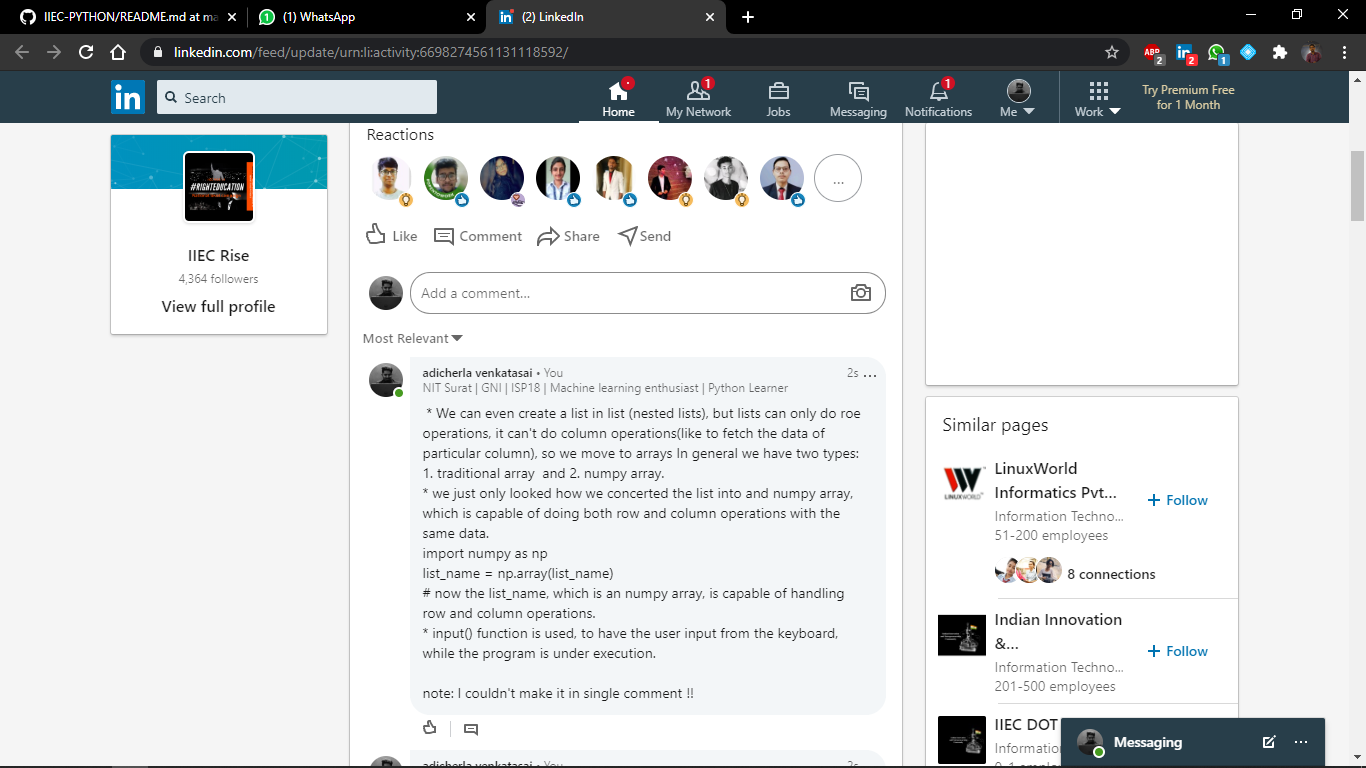 IIEC-PYTHON/README.md at ma
(1) WhatsApp
(2) LinkedIn
linkedin.com/feed/update/urn:li:activity:6698274561131118592/
ABP
2
2
1
in
Search
Home
1
My Network
Jobs
Messaging
1
Notifications
Me
Work
Try Premium Free
for 1 Month
#RIGHTEDUCATION
IIEC Rise
4,364 followers
View full profile
Reactions
...
Like
Comment
Share
Send
Add a comment...
Most Relevant
adicherla venkatasai • You
2s ...
NIT Surat | GNI | ISP18 | Machine learning enthusiast | Python Learner
* We can even create a list in list (nested lists), but lists can only do roe
operations, it can't do column operations(like to fetch the data of
particular column), so we move to arrays In general we have two types:
1. traditional array  and 2. numpy array.
* we just only looked how we concerted the list into and numpy array,
which is capable of doing both row and column operations with the
same data.
import numpy as np
list_name = np.array(list_name)
# now the list_name, which is an numpy array, is capable of handling
row and column operations.
* input() function is used, to have the user input from the keyboard,
while the program is under execution.
note: I couldn't make it in single comment !!
adicherla venkatasai • You
2s
Similar pages
LINUXWORLD
LinuxWorld
Informatics Pvt...
+ Follow
Information Techno...
51-200 employees
8 connections
Indian Innovation
&...
+ Follow
Information Techno...
201-500 employees
IIEC DOT
Informatio
0-1 emplo
Messaging